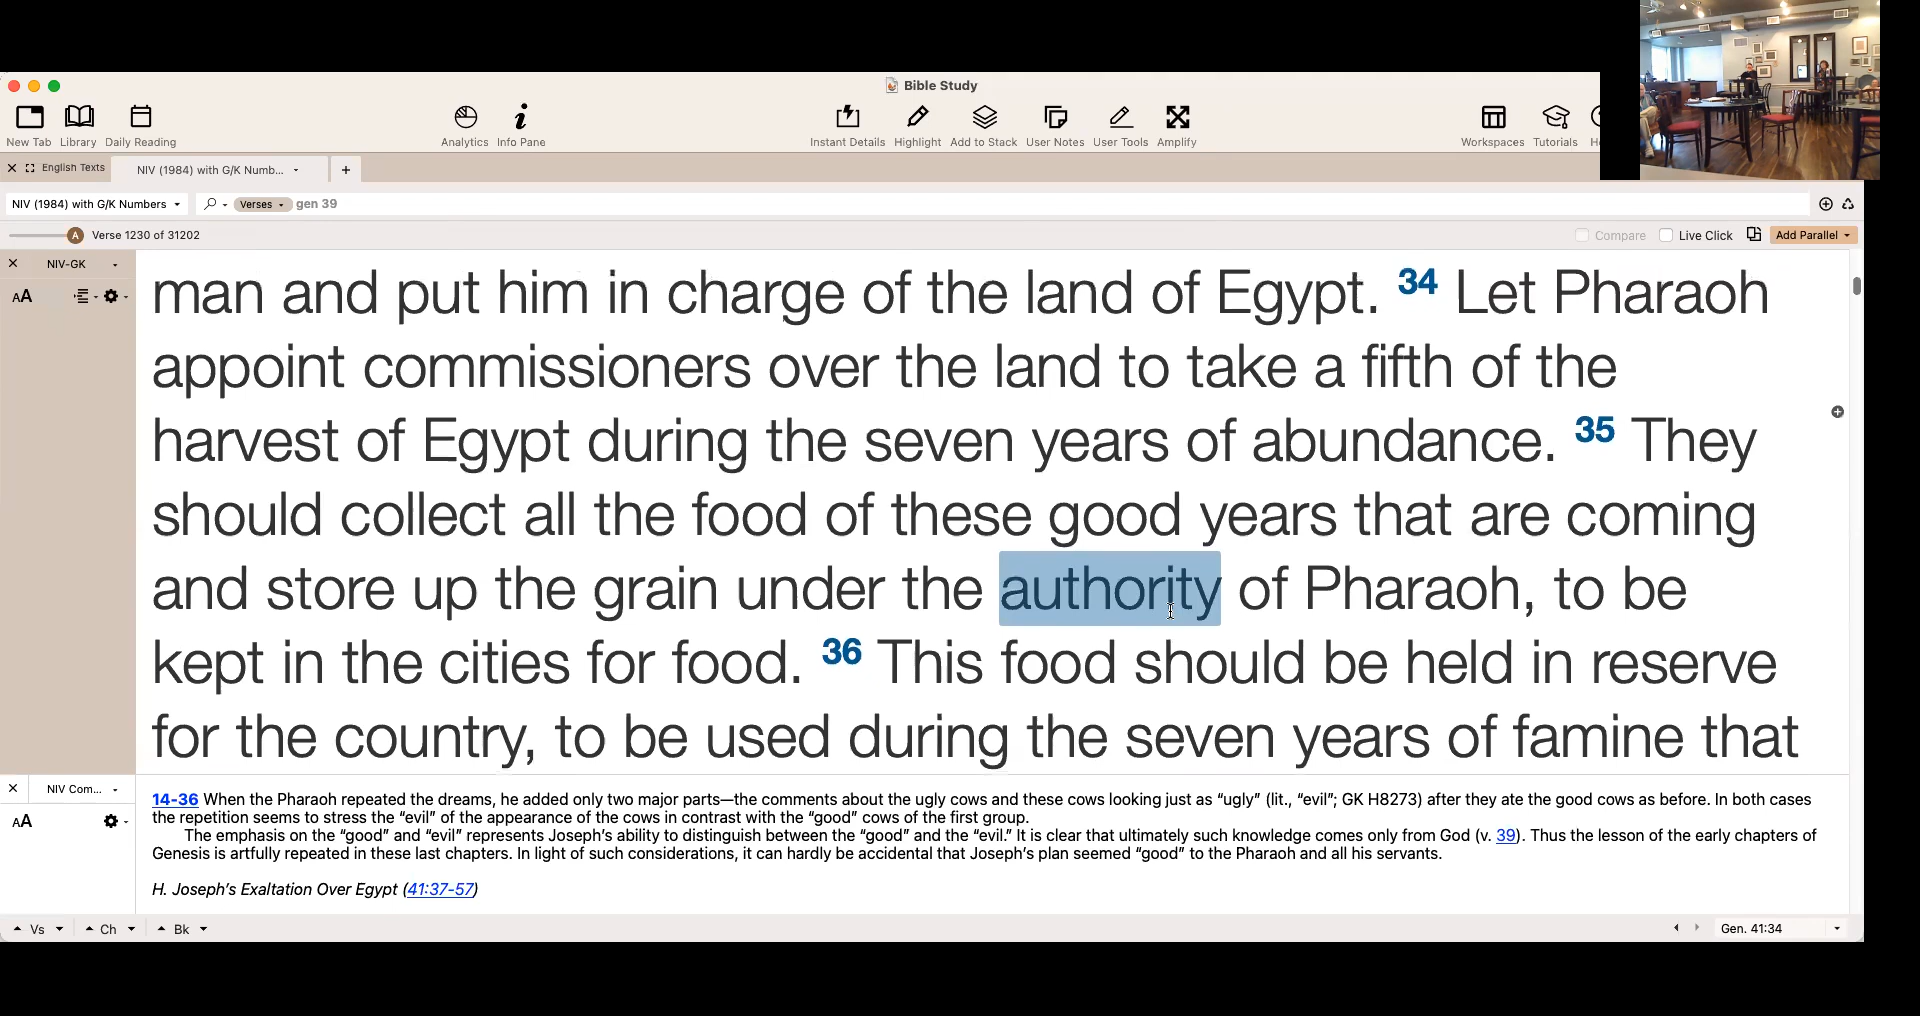 Bible Study
New Tab Library Daily Reading Analytics Info Pane Instant Details Highlight Add to Stack User Notes User Tools Amplify Workspaces Tutorials
English Texts NIV (1984) with G/K Numb... +
NIV (1984) with G/K Numbers Verses gen 39
A Verse 1230 of 31202 Compare Live Click Add Parallel
NIV-GK
AA
man and put him in charge of the land of Egypt. 34 Let Pharaoh
appoint commissioners over the land to take a fifth of the
harvest of Egypt during the seven years of abundance. 35 They
should collect all the food of these good years that are coming
and store up the grain under the authority of Pharaoh, to be
kept in the cities for food. 36 This food should be held in reserve
for the country, to be used during the seven years of famine that
NIV Com...
AA
14-36 When the Pharaoh repeated the dreams, he added only two major parts—the comments about the ugly cows and these cows looking just as “ugly” (lit., “evil”; GK H8273) after they ate the good cows as before. In both cases
the repetition seems to stress the “evil” of the appearance of the cows in contrast with the “good” cows of the first group.
The emphasis on the “good” and “evil” represents Joseph’s ability to distinguish between the “good” and the “evil.” It is clear that ultimately such knowledge comes only from God (v. 39). Thus the lesson of the early chapters of
Genesis is artfully repeated in these last chapters. In light of such considerations, it can hardly be accidental that Joseph’s plan seemed “good” to the Pharaoh and all his servants.
H. Joseph’s Exaltation Over Egypt (41:37-57)
Vs Ch Bk Gen. 41:34